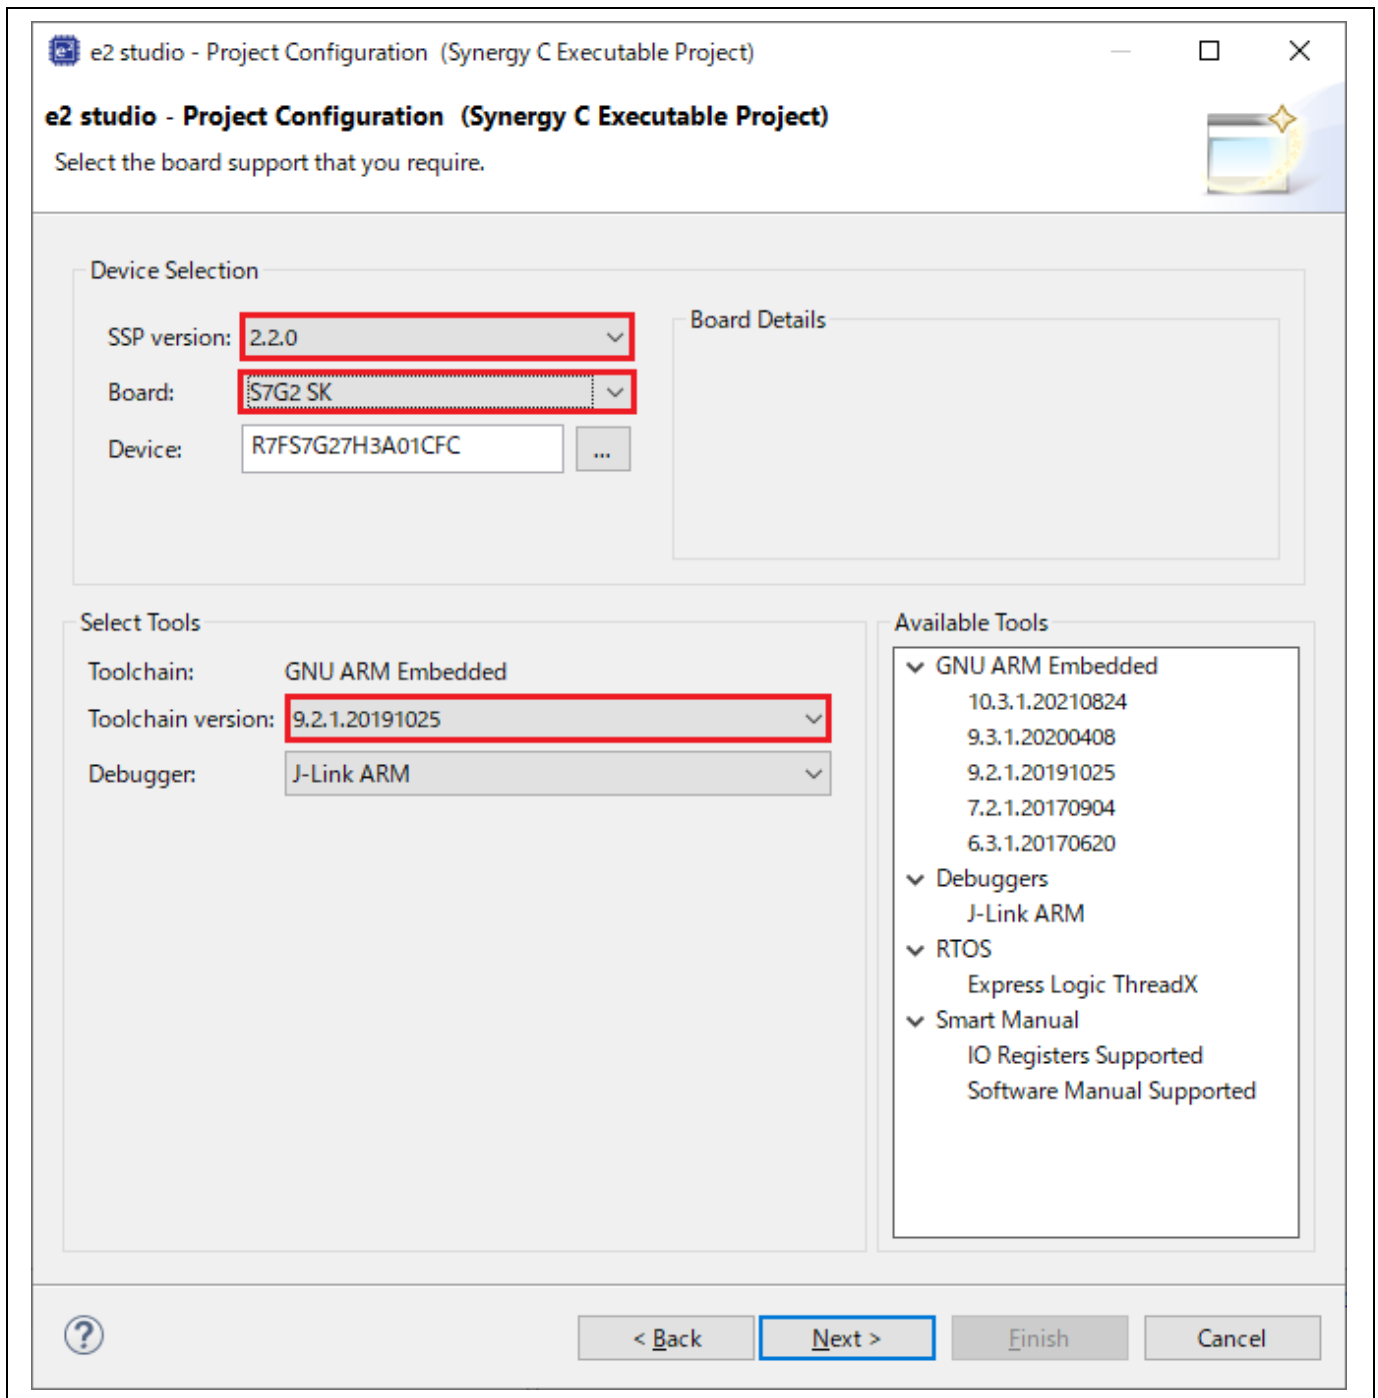 e2 studio - Project Configuration (Synergy C Executable Project)
e2 studio - Project Configuration (Synergy C Executable Project)
Select the board support that you require.
Device Selection
SSP version: 2.2.0
Board: S7G2 SK
Device: R7FS7G27H3A01CFC ...
Board Details
Select Tools
Toolchain: GNU ARM Embedded
Toolchain version: 9.2.1.20191025
Debugger: J-Link ARM
Available Tools
GNU ARM Embedded
10.3.1.20210824
9.3.1.20200408
9.2.1.20191025
7.2.1.20170904
6.3.1.20170620
Debuggers
J-Link ARM
RTOS
Express Logic ThreadX
Smart Manual
IO Registers Supported
Software Manual Supported
? < Back Next > Finish Cancel